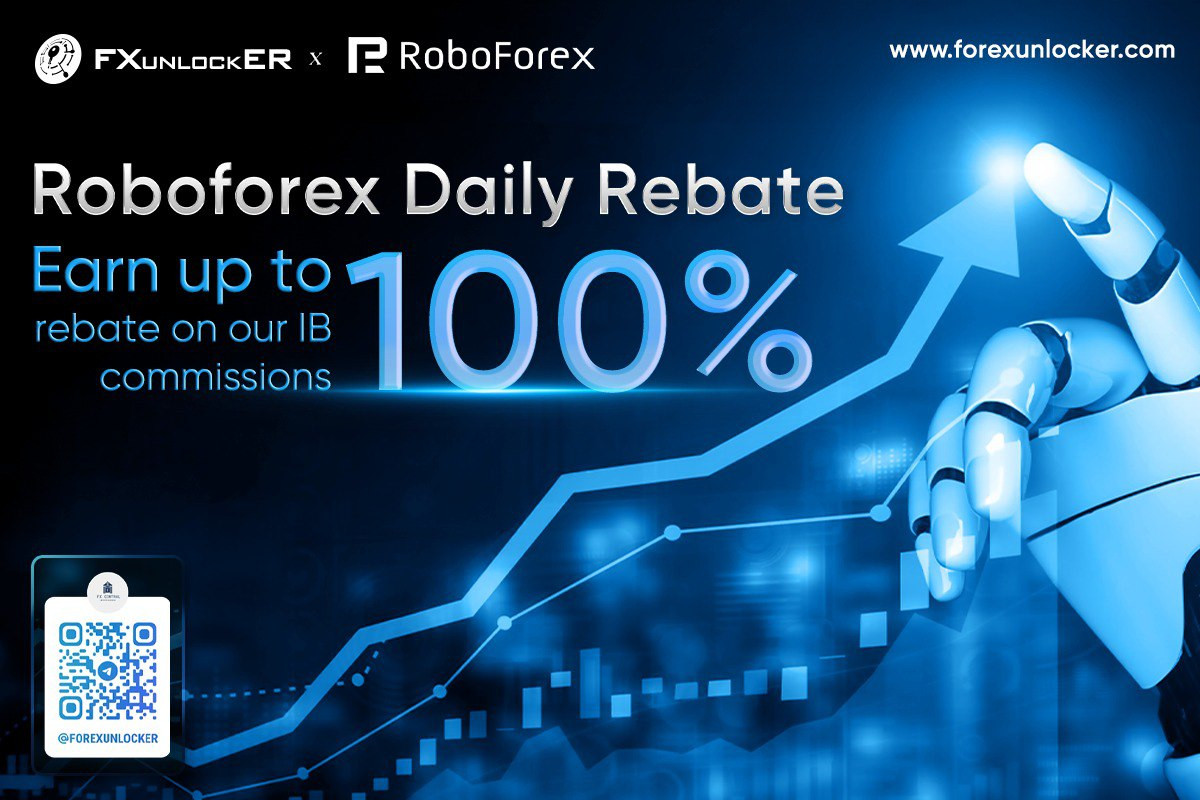 FXUNLOCKER x RoboForex
www.forexunlocker.com
Roboforex Daily Rebate
Earn up to
rebate on our IB
commissions
100%
@FOREXUNLOCKER